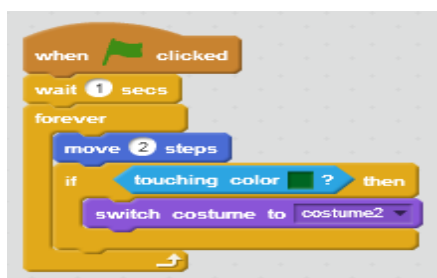 when clicked
wait 1 secs
forever
move 2 steps
if touching color ? then
switch costume to costume2